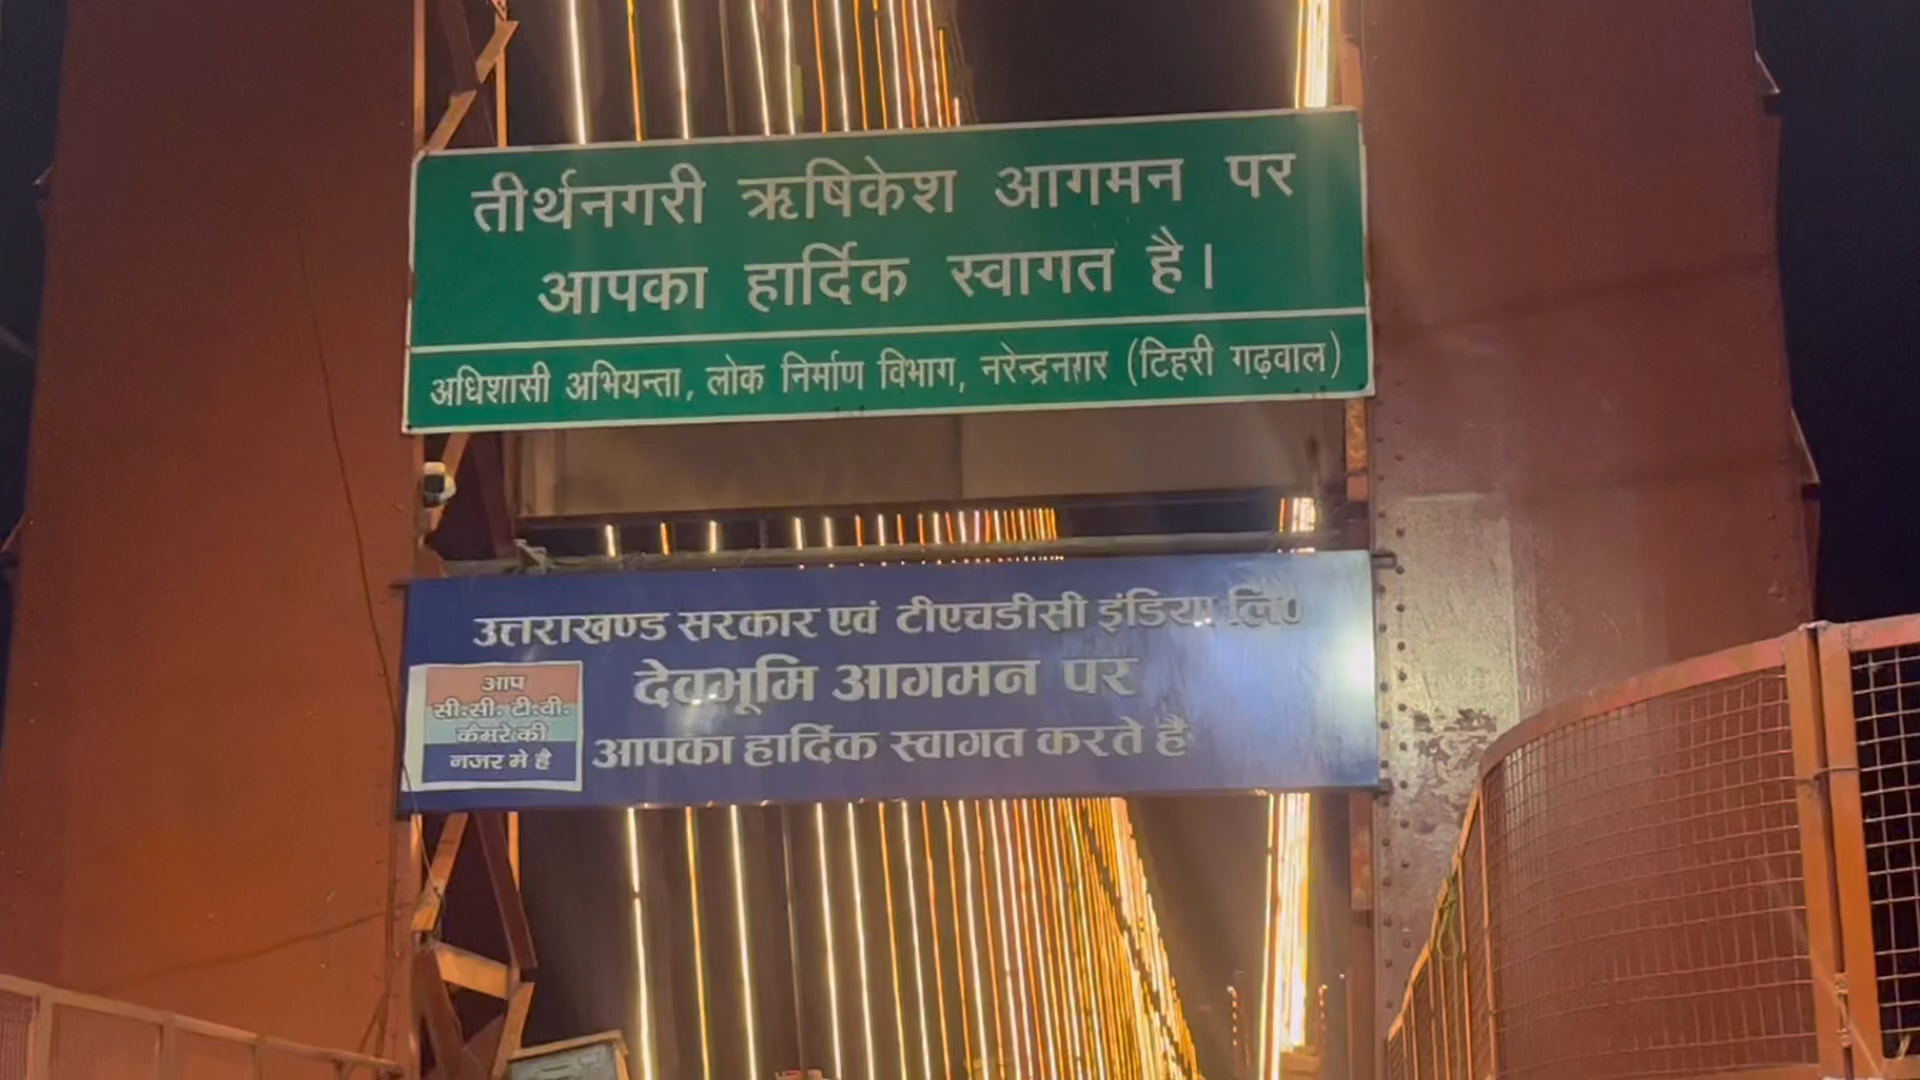 तीर्थनगरी ऋषिकेश आगमन पर
आपका हार्दिक स्वागत है।
अधिशासी अभियन्ता, लोक निर्माण विभाग, नरेन्द्रनगर (टिहरी गढ़वाल)
उत्तराखण्ड सरकार एवं टीएचडीसी इंडिया लि०
देवभूमि आगमन पर
आपका हार्दिक स्वागत करते हैं
आप
सी.सी. टी.वी.
कैमरे की
नजर मे है